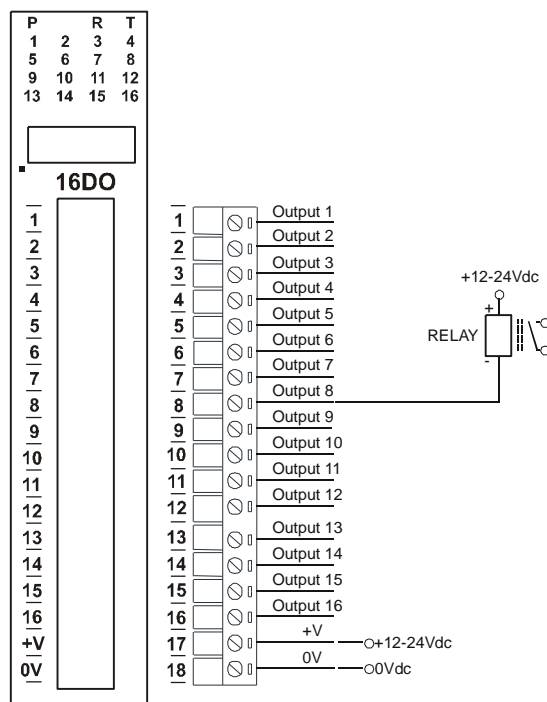 P R T
1 2 3 4
5 6 7 8
9 10 11 12
13 14 15 16
16DO
1
2
3
4
5
6
7
8
9
10
11
12
13
14
15
16
+V
0V
1 Output 1
2 Output 2
3 Output 3
4 Output 4
5 Output 5
6 Output 6
7 Output 7
8 Output 8
9 Output 9
10 Output 10
11 Output 11
12 Output 12
13 Output 13
14 Output 14
15 Output 15
16 Output 16
17 +V +12-24Vdc
18 0V 0Vdc
+12-24Vdc
+
RELAY
-